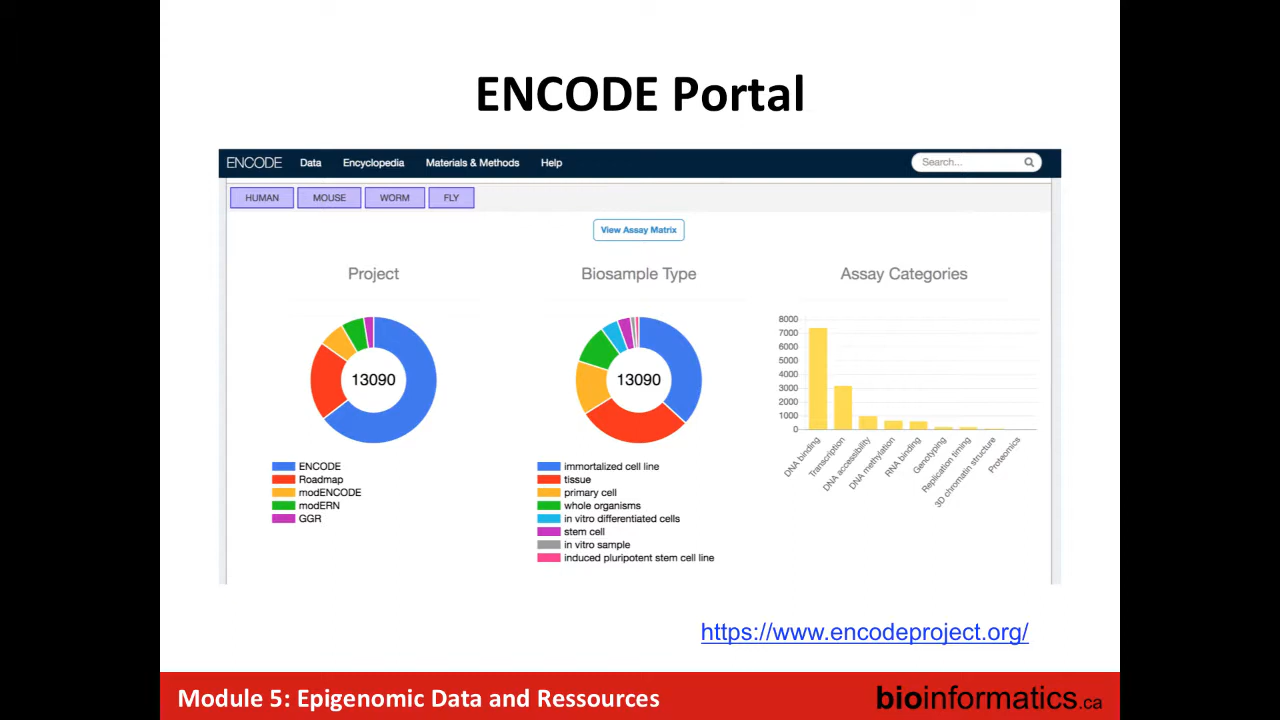 ENCODE Portal
ENCODE Data Encyclopedia Materials & Methods Help Search...
HUMAN MOUSE WORM FLY
View Assay Matrix
Project
13090
ENCODE
Roadmap
modENCODE
modERN
GGR
Biosample Type
13090
immortalized cell line
tissue
primary cell
whole organisms
in vitro differentiated cells
stem cell
in vitro sample
induced pluripotent stem cell line
Assay Categories
8000
7000
6000
5000
4000
3000
2000
1000
0
DNA binding
Transcription
DNA accessibility
DNA methylation
RNA binding
Genotyping
Replication timing
3D chromatin structure
Proteomics
https://www.encodeproject.org/
Module 5: Epigenomic Data and Ressources
bioinformatics.ca